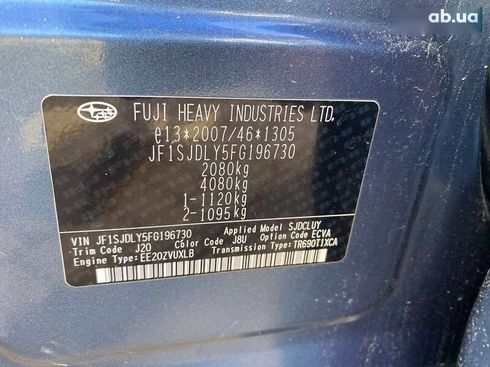 ab.ua
FUJI HEAVY INDUSTRIES LTD.
e13*2007/46*1305
JF1SJDLY5FG196730
2080kg
4080kg
1-1120kg
2-1095kg
VIN JF1SJDLY5FG196730 Applied Model SJDCLUY
Trim Code J20 Color Code J8U Option Code ECVA
Engine Type: EE20ZVUXLB Transmission Type: TR690T1XCA